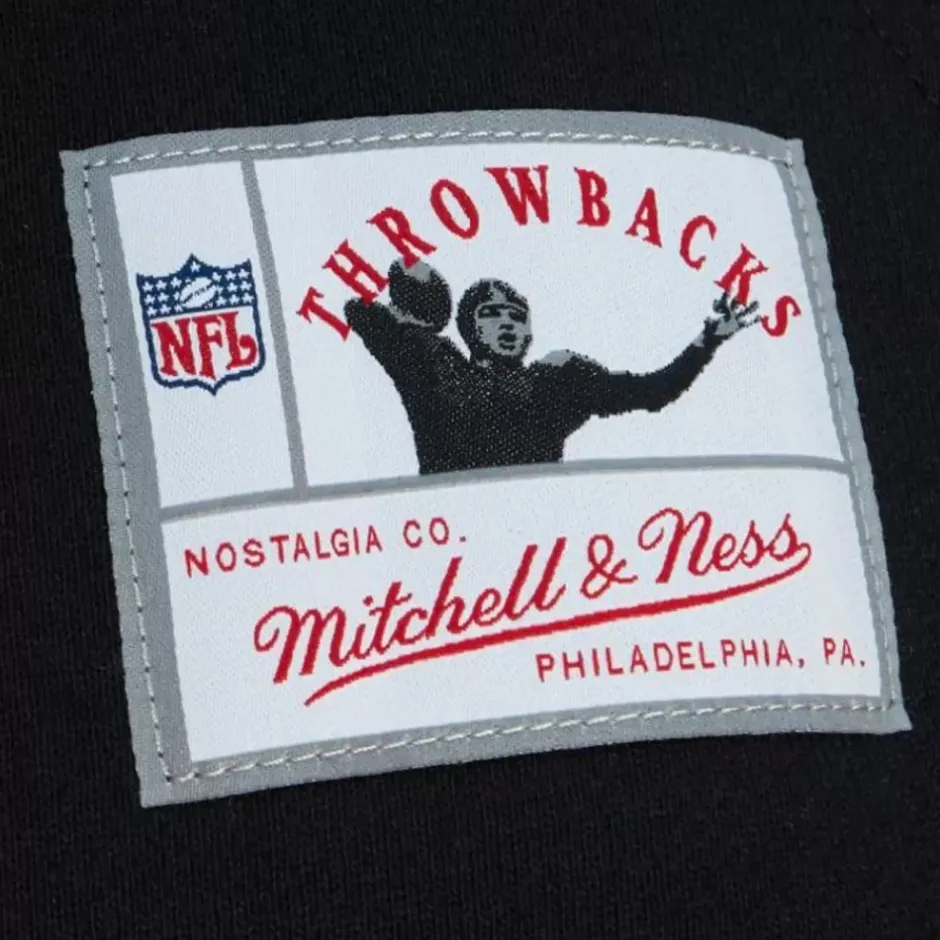 THROWBACKS
NFL
NOSTALGIA CO.
Mitchell & Ness
PHILADELPHIA, PA.